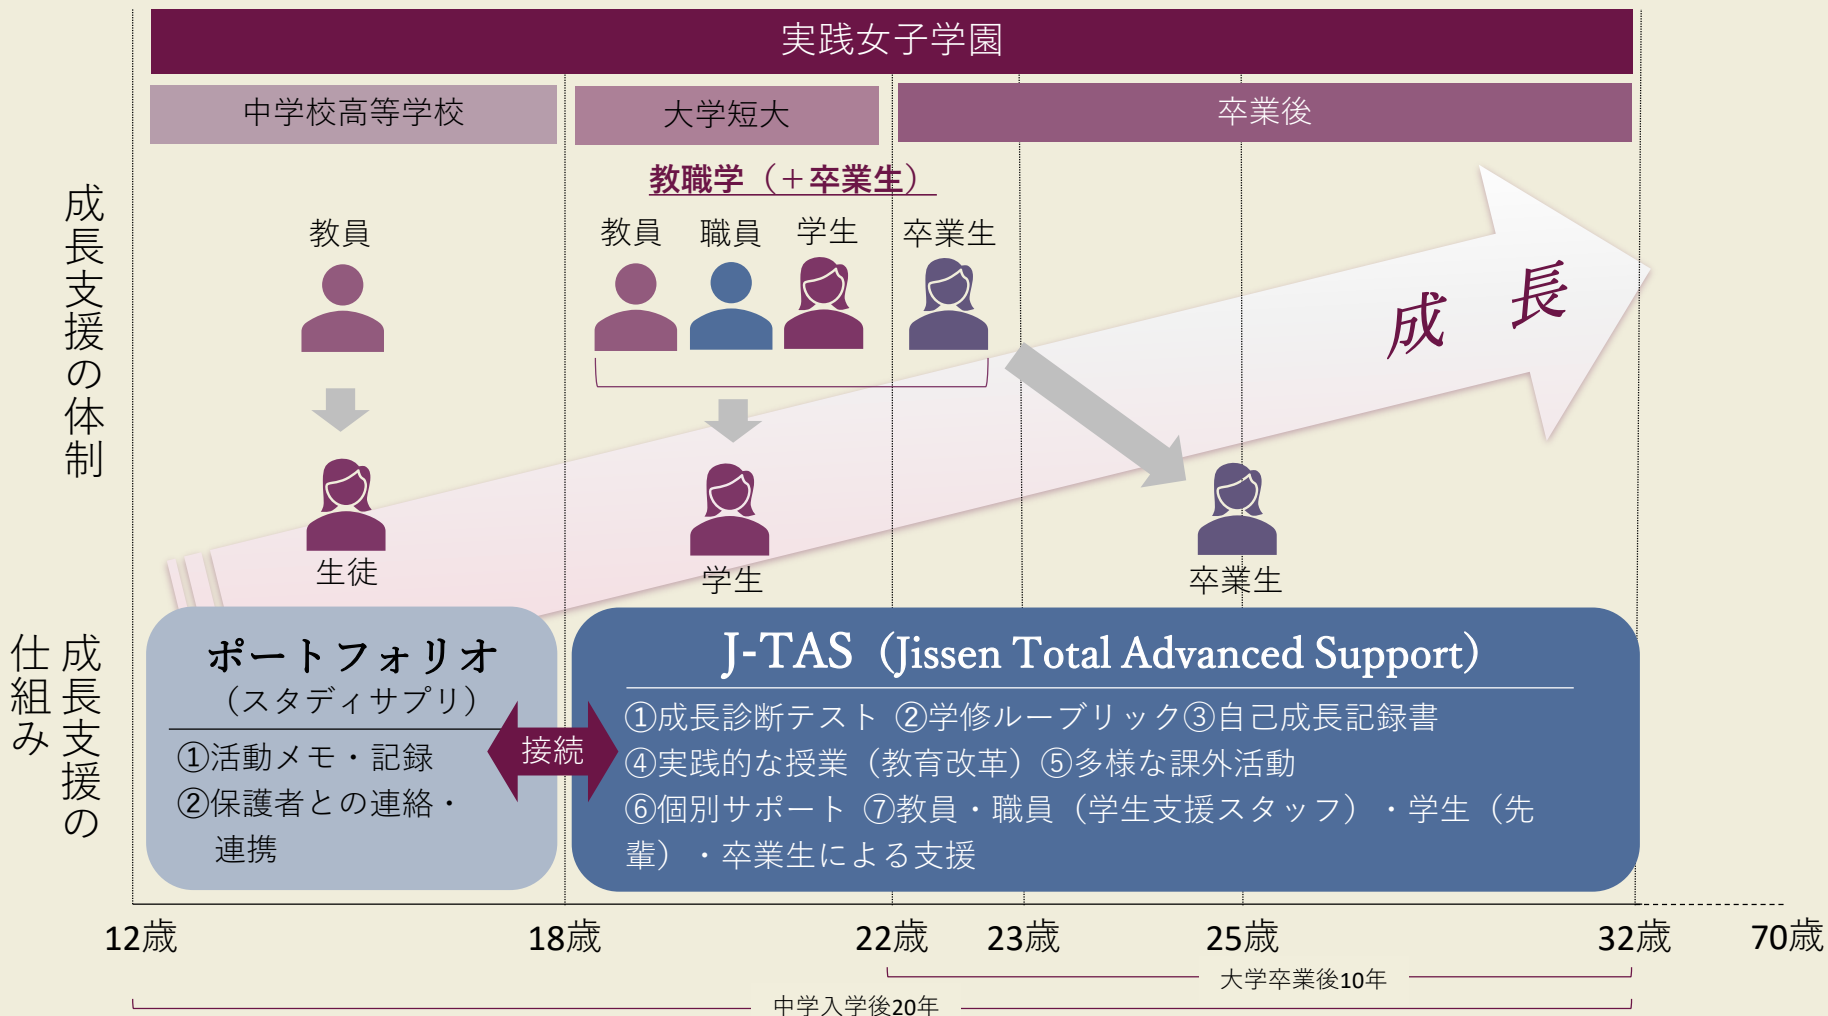 実践女子学園
中学校高等学校
大学短大
卒業後
成長支援の体制
教職学（＋卒業生）
教員
教員
職員
学生
卒業生
成 長
生徒
学生
卒業生
成長支援の
仕組み
ポートフォリオ
（スタディサプリ）
①活動メモ・記録
②保護者との連絡・
連携
接続
J-TAS（Jissen Total Advanced Support）
①成長診断テスト ②学修ルーブリック③自己成長記録書
④実践的な授業（教育改革）⑤多様な課外活動
⑥個別サポート ⑦教員・職員（学生支援スタッフ）・学生（先
輩）・卒業生による支援
12歳
18歳
22歳
23歳
25歳
32歳
70歳
大学卒業後10年
中学入学後20年